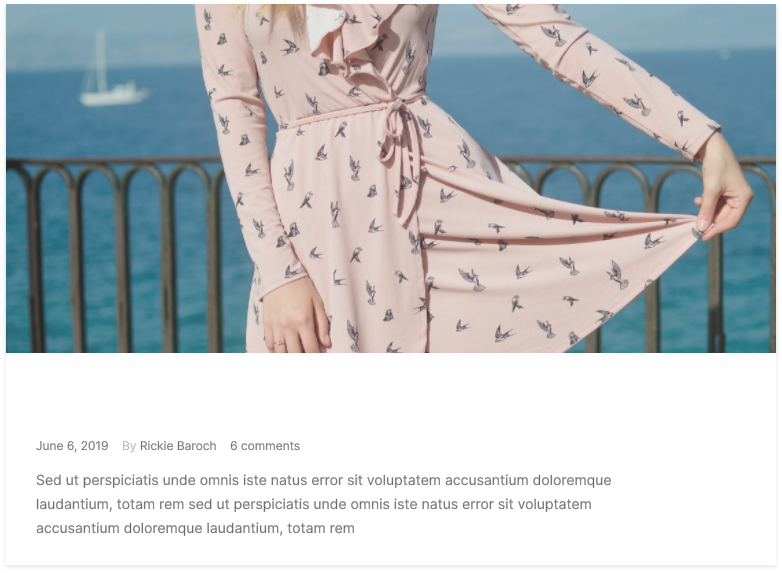 June 6, 2019 By Rickie Baroch 6 comments
Sed ut perspiciatis unde omnis iste natus error sit voluptatem accusantium doloremque
laudantium, totam rem sed ut perspiciatis unde omnis iste natus error sit voluptatem
accusantium doloremque laudantium, totam rem